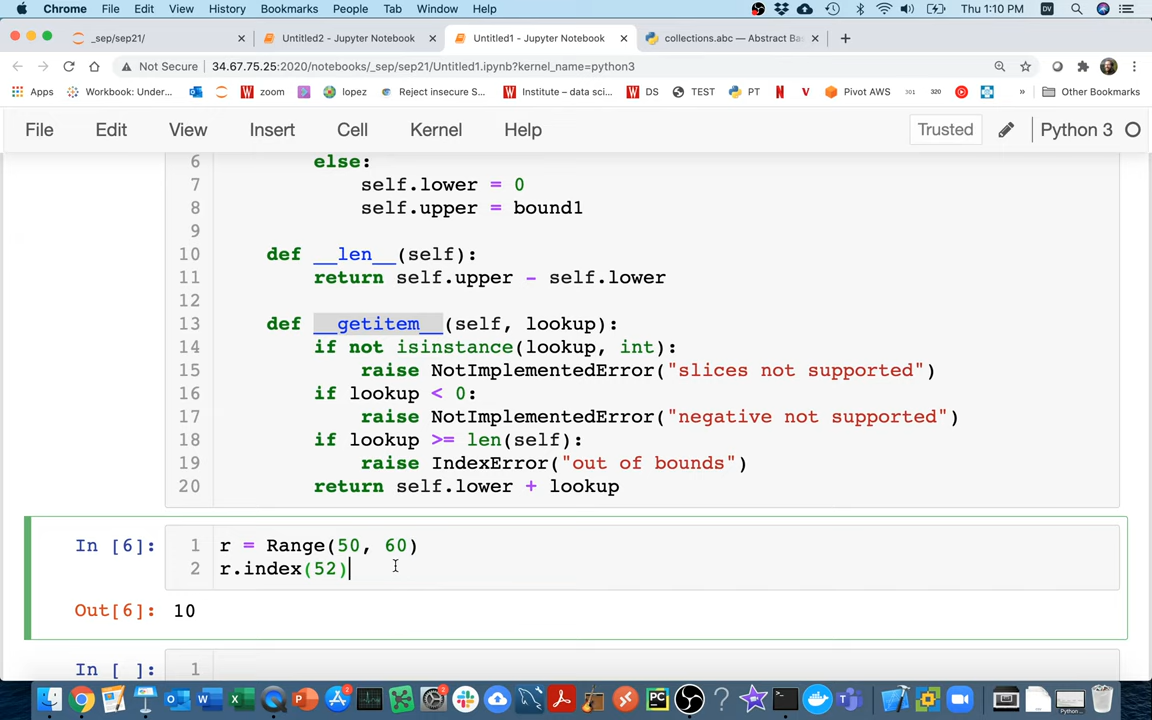 Chrome File Edit View History Bookmarks People Tab Window Help Thu 1:10 PM
_sep/sep21/ Untitled2 - Jupyter Notebook Untitled1 - Jupyter Notebook collections.abc — Abstract Ba
Not Secure 34.67.75.25:2020/notebooks/_sep/sep21/Untitled1.ipynb?kernel_name=python3
Apps Workbook: Under... zoom lopez Reject insecure S... Institute – data sci... DS TEST PT Pivot AWS 301 320 » Other Bookmarks
File Edit View Insert Cell Kernel Help Trusted Python 3
6 else:
7 self.lower = 0
8 self.upper = bound1
9
10 def __len__(self):
11 return self.upper - self.lower
12
13 def __getitem__(self, lookup):
14 if not isinstance(lookup, int):
15 raise NotImplementedError("slices not supported")
16 if lookup < 0:
17 raise NotImplementedError("negative not supported")
18 if lookup >= len(self):
19 raise IndexError("out of bounds")
20 return self.lower + lookup
In [6]: 1 r = Range(50, 60)
2 r.index(52)
Out[6]: 10
In [ ]: 1